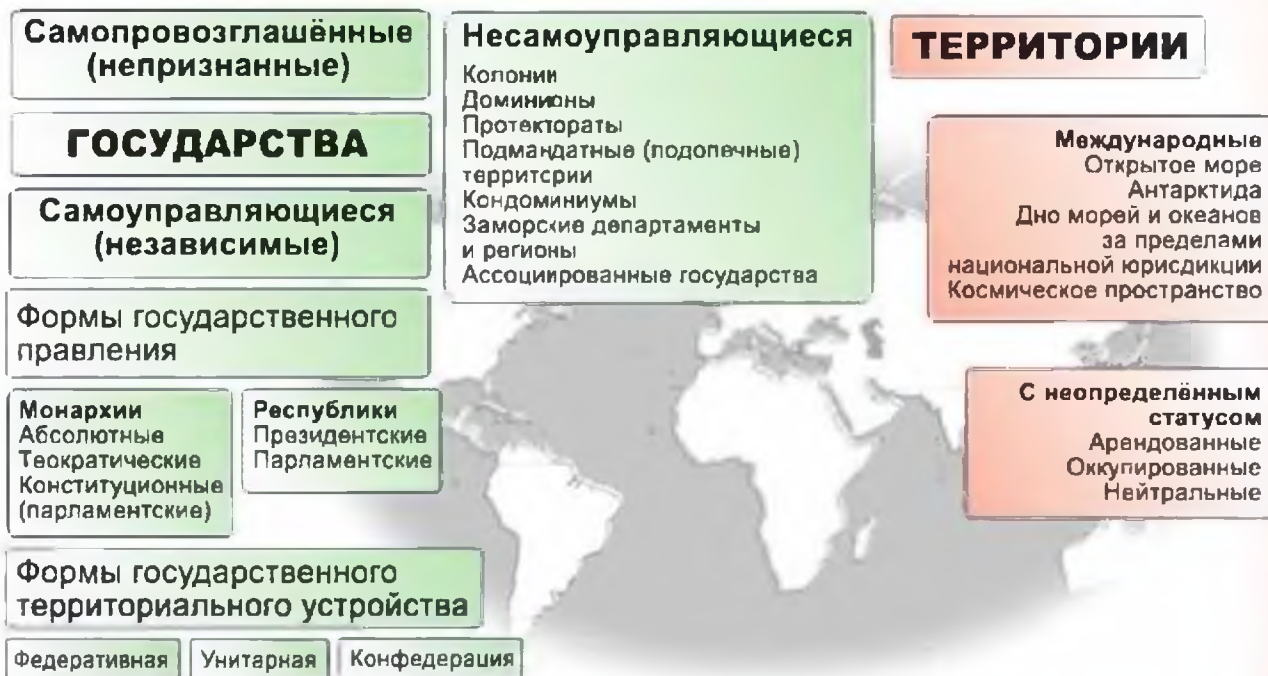 Самопровозглашённые
(непризнанные)
ГОСУДАРСТВА
Самоуправляющиеся
(независимые)
Формы государственного
правления
Монархии
Абсолютные
Теократические
Конституционные
(парламентские)
Республики
Президентские
Парламентские
Формы государственного
территориального устройства
Федеративная
Унитарная
Конфедерация
Несамоуправляющиеся
Колонии
Доминионы
Протектораты
Подмандатные (подопечные)
территории
Кондоминиумы
Заморские департаменты
и регионы
Ассоциированные государства
ТЕРРИТОРИИ
Международные
Открытое море
Антарктида
Дно морей и океанов
за пределами
национальной юрисдикции
Космическое пространство
С неопределённым
статусом
Арендованные
Оккупированные
Нейтральные